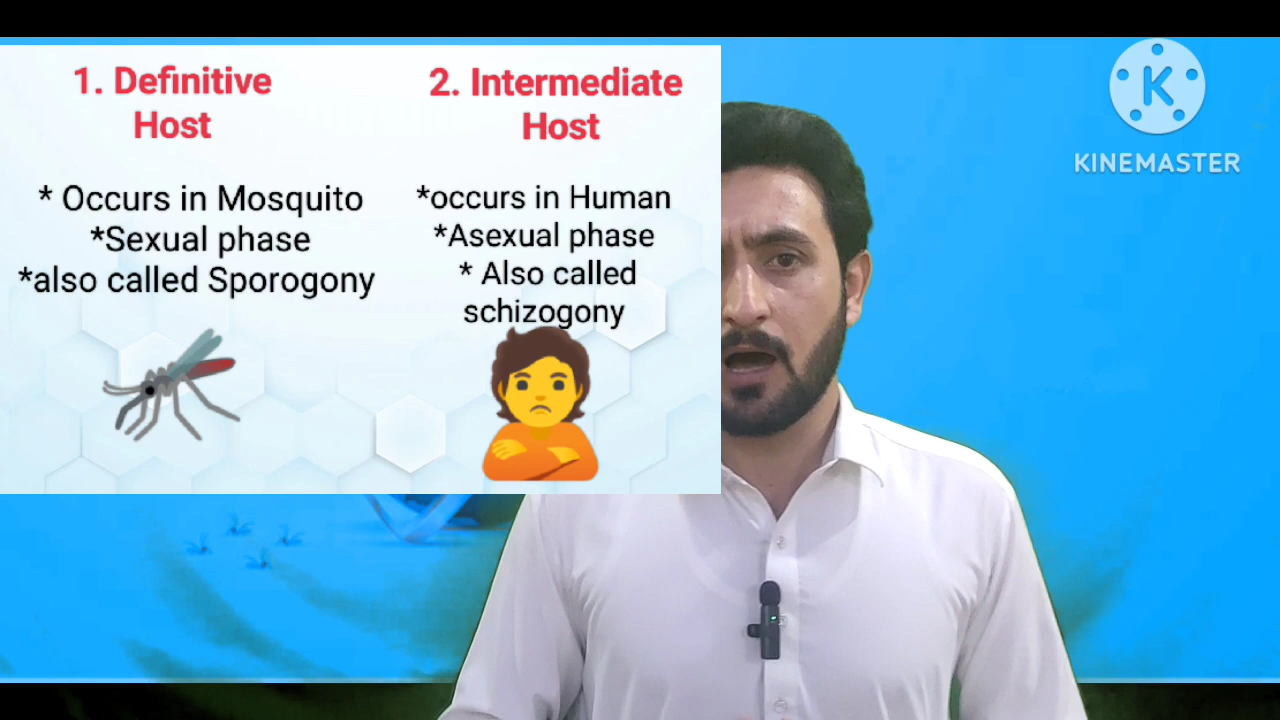 1. Definitive
Host
* Occurs in Mosquito
*Sexual phase
*also called Sporogony
2. Intermediate
Host
*occurs in Human
*Asexual phase
* Also called
schizogony
K
KINEMASTER